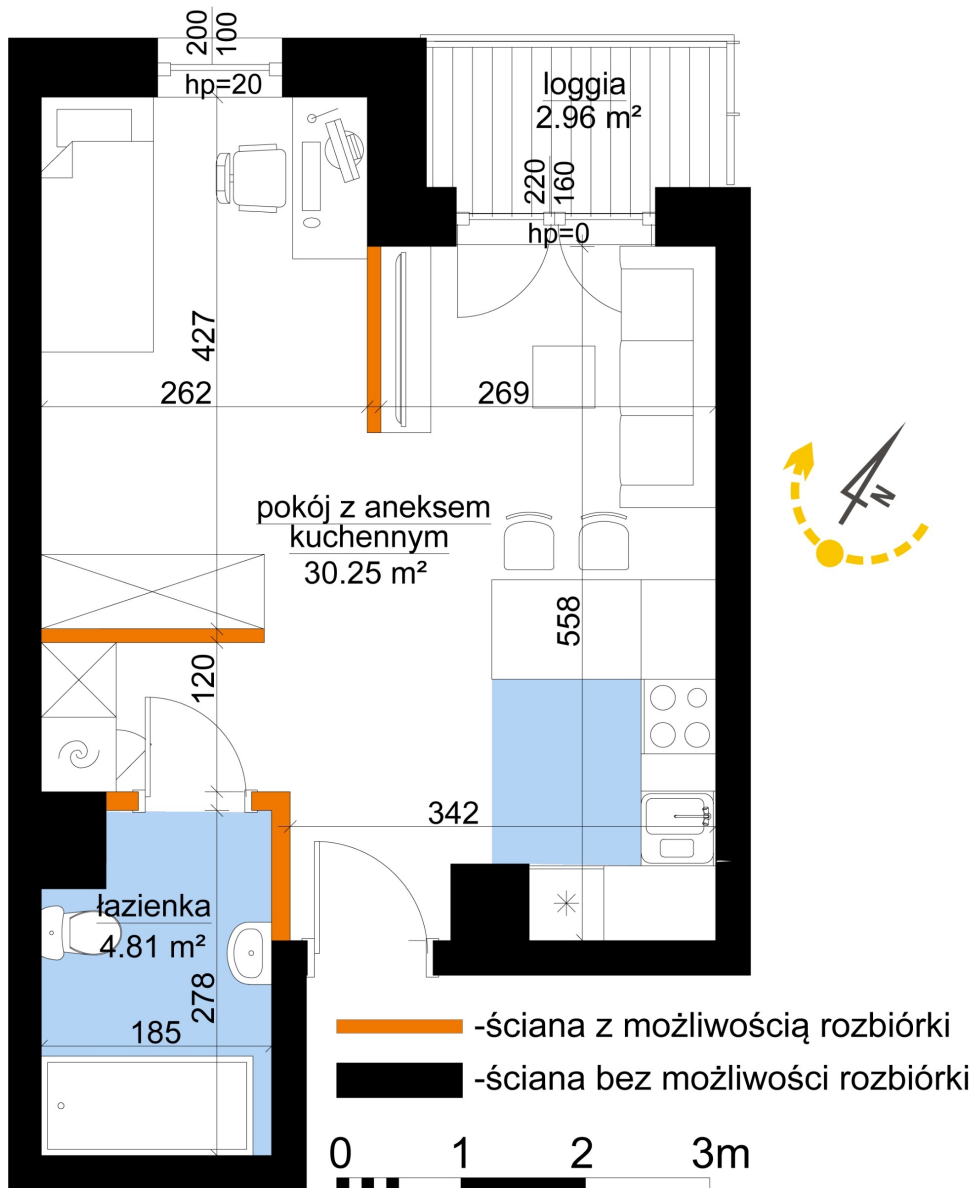 200
100
hp=20
loggia
2.96 m²
220
160
hp=0
427
262
269
pokój z aneksem
kuchennym
30.25 m²
N
558
120
342
łazienka
4.81 m²
278
185
-ściana z możliwością rozbiórki
-ściana bez możliwości rozbiórki
0 1 2 3m